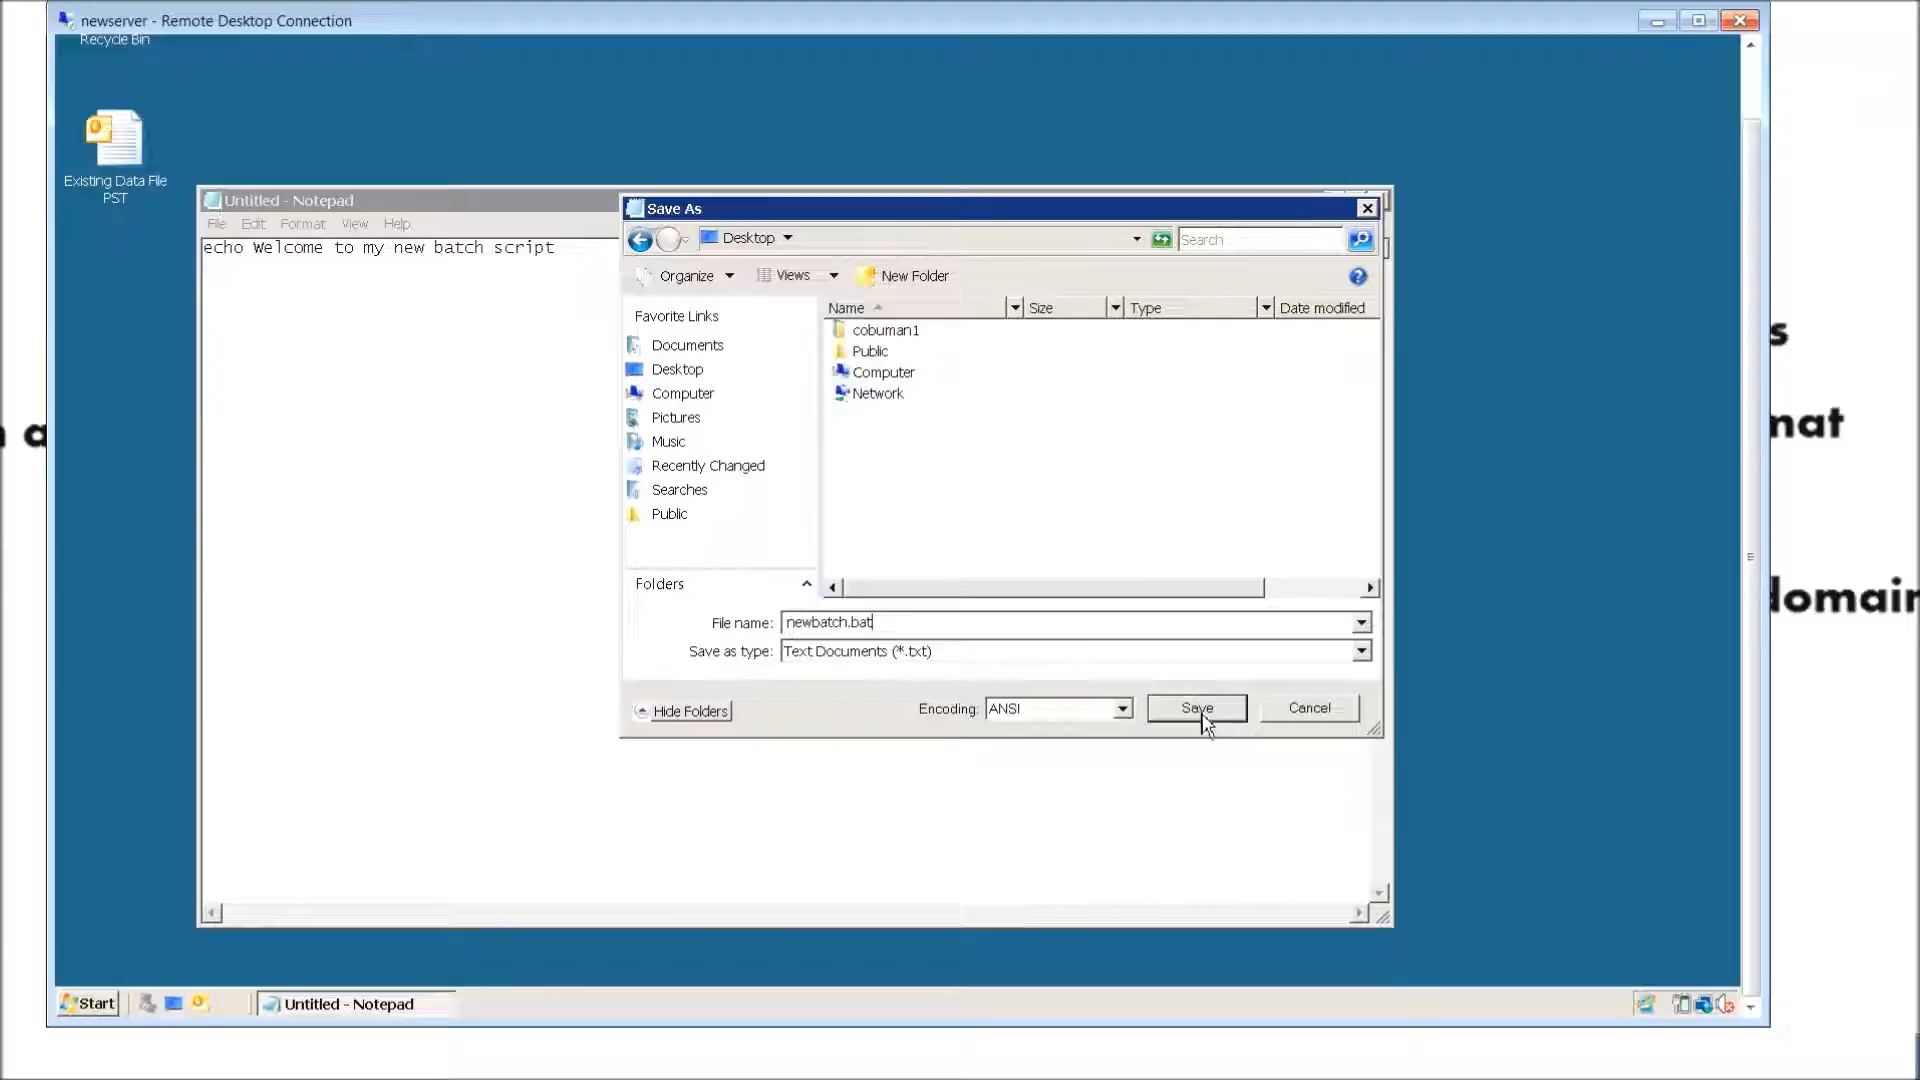 newserver - Remote Desktop Connection
Recycle Bin
Existing Data File
PST
Untitled - Notepad
File Edit Format View Help
echo Welcome to my new batch script
Save As
Desktop
Search
Organize Views New Folder
Favorite Links
Documents
Desktop
Computer
Pictures
Music
Recently Changed
Searches
Public
Folders
Name Size Type Date modified
cobuman1
Public
Computer
Network
File name: newbatch.bat
Save as type: Text Documents (*.txt)
Hide Folders Encoding: ANSI Save Cancel
Start Untitled - Notepad